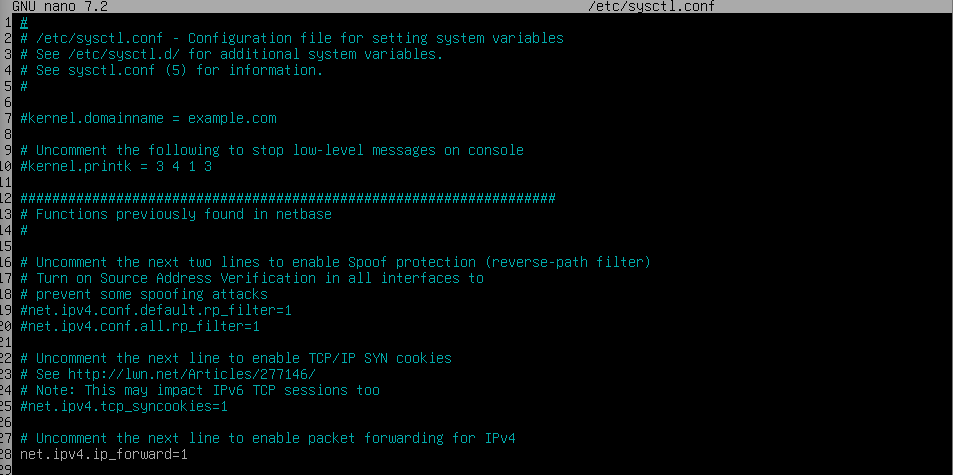 GNU nano 7.2 /etc/sysctl.conf
1 #
2 # /etc/sysctl.conf - Configuration file for setting system variables
3 # See /etc/sysctl.d/ for additional system variables.
4 # See sysctl.conf (5) for information.
5 #
6
7 #kernel.domainname = example.com
8
9 # Uncomment the following to stop low-level messages on console
10 #kernel.printk = 3 4 1 3
11
12 ###################################################################
13 # Functions previously found in netbase
14 #
15
16 # Uncomment the next two lines to enable Spoof protection (reverse-path filter)
17 # Turn on Source Address Verification in all interfaces to
18 # prevent some spoofing attacks
19 #net.ipv4.conf.default.rp_filter=1
20 #net.ipv4.conf.all.rp_filter=1
21
22 # Uncomment the next line to enable TCP/IP SYN cookies
23 # See http://lwn.net/Articles/277146/
24 # Note: This may impact IPv6 TCP sessions too
25 #net.ipv4.tcp_syncookies=1
26
27 # Uncomment the next line to enable packet forwarding for IPv4
28 net.ipv4.ip_forward=1
29